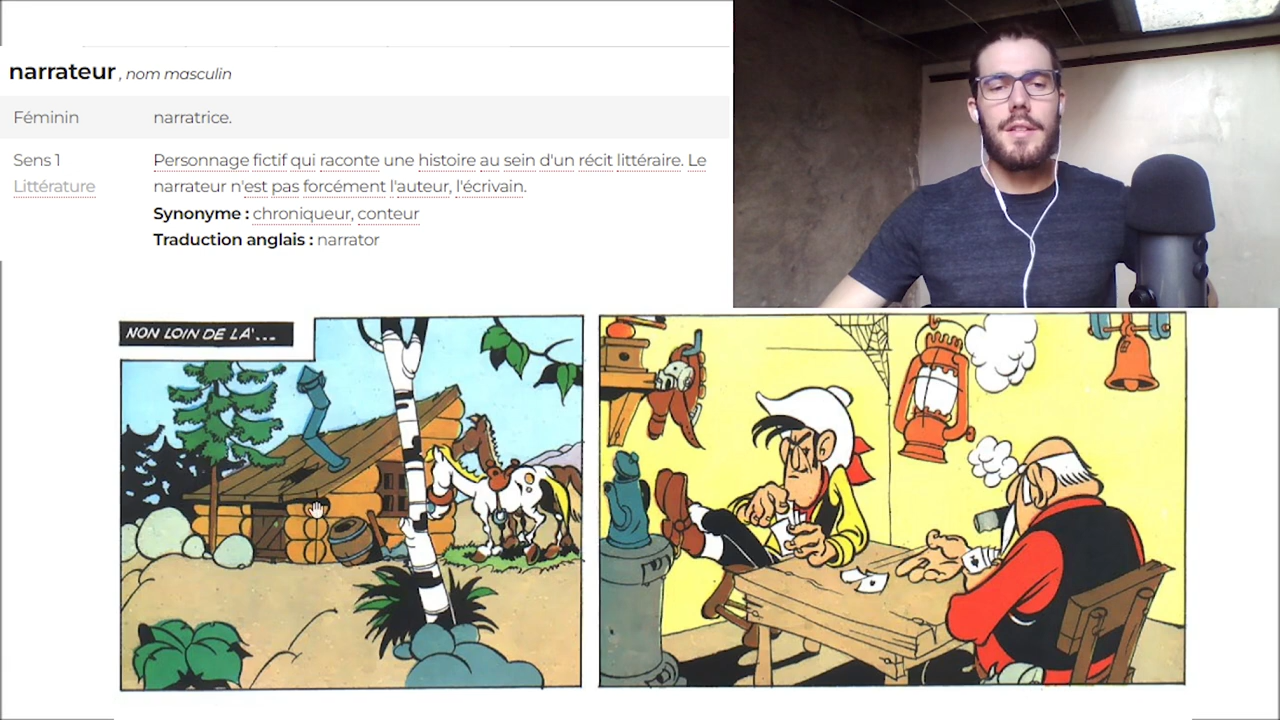 narrateur , nom masculin
Féminin narratrice.
Sens 1 Personnage fictif qui raconte une histoire au sein d'un récit littéraire. Le
Littérature narrateur n'est pas forcément l'auteur, l'écrivain.
Synonyme : chroniqueur, conteur
Traduction anglais : narrator
NON LOIN DE LA'...